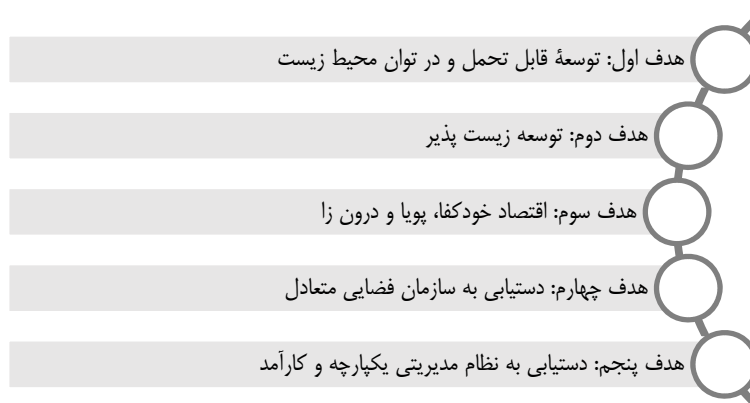 هدف اول: توسعۀ قابل تحمل و در توان محیط زیست
هدف دوم: توسعه زیست پذیر
هدف سوم: اقتصاد خودکفا، پویا و درون زا
هدف چهارم: دستیابی به سازمان فضایی متعادل
هدف پنجم: دستیابی به نظام مدیریتی یکپارچه و کارآمد